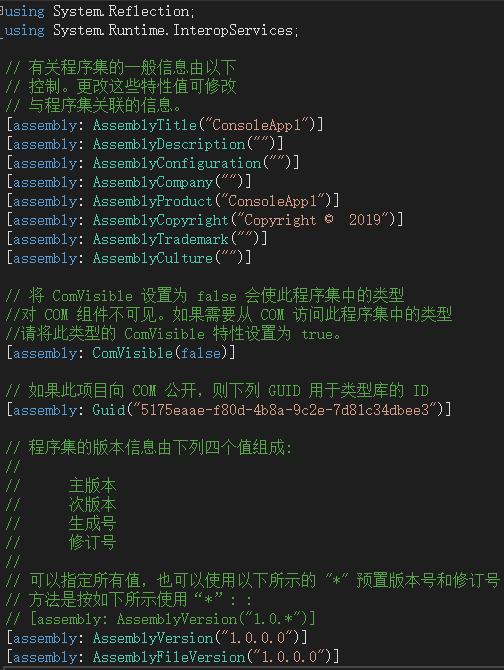 using System.Reflection;
using System.Runtime.InteropServices;
// 有关程序集的一般信息由以下
// 控制。更改这些特性值可修改
// 与程序集关联的信息。
[assembly: AssemblyTitle("ConsoleApp1")]
[assembly: AssemblyDescription("")]
[assembly: AssemblyConfiguration("")]
[assembly: AssemblyCompany("")]
[assembly: AssemblyProduct("ConsoleApp1")]
[assembly: AssemblyCopyright("Copyright ©  2019")]
[assembly: AssemblyTrademark("")]
[assembly: AssemblyCulture("")]
// 将 ComVisible 设置为 false 会使此程序集中的类型
//对 COM 组件不可见。如果需要从 COM 访问此程序集中的类型
//请将此类型的 ComVisible 特性设置为 true。
[assembly: ComVisible(false)]
// 如果此项目向 COM 公开，则下列 GUID 用于类型库的 ID
[assembly: Guid("5175eaae-f80d-4b8a-9c2e-7d81c34dbee3")]
// 程序集的版本信息由下列四个值组成:
//
//      主版本
//      次版本
//      生成号
//      修订号
//
// 可以指定所有值，也可以使用以下所示的 "*" 预置版本号和修订号
// 方法是按如下所示使用“*”: :
// [assembly: AssemblyVersion("1.0.*")]
[assembly: AssemblyVersion("1.0.0.0")]
[assembly: AssemblyFileVersion("1.0.0.0")]